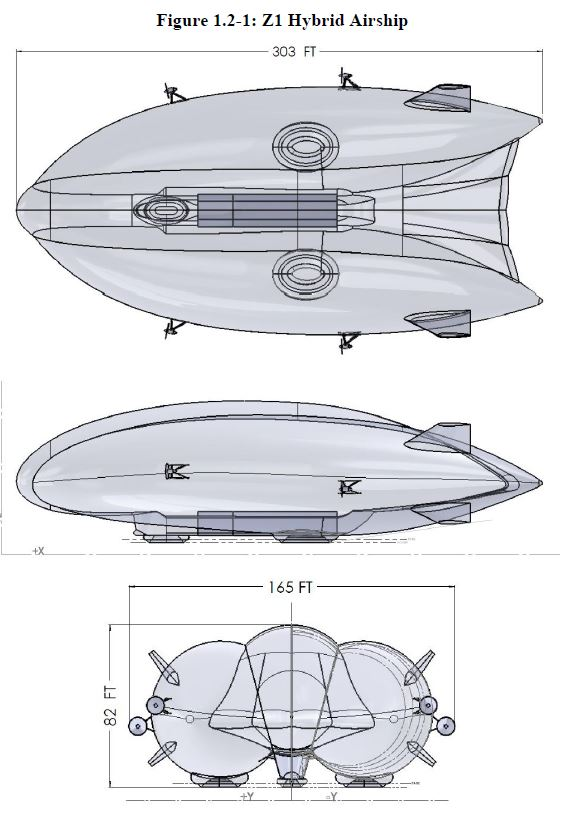 Figure 1.2-1: Z1 Hybrid Airship
303 FT
+X
165 FT
82 FT
+Y
-Y